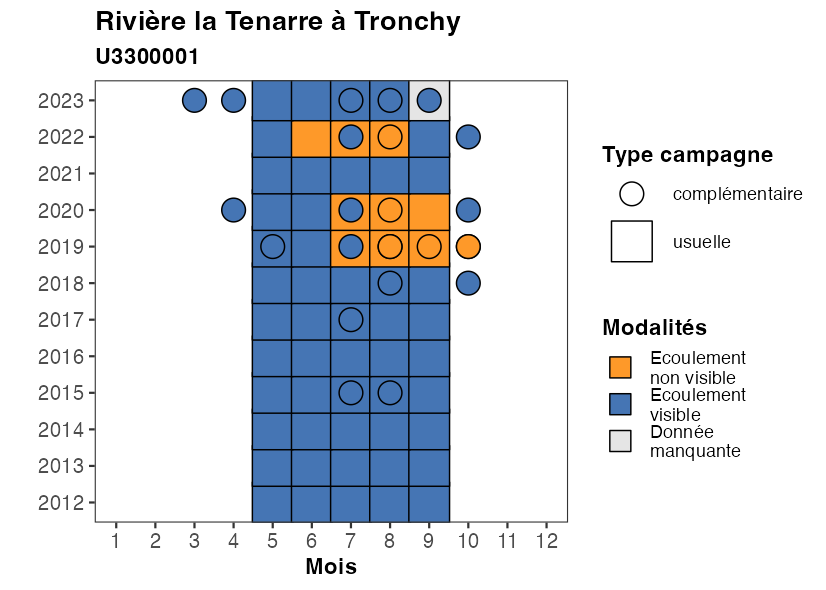 Rivière la Tenarre à Tronchy
U3300001
2023
2022
2021
2020
2019
2018
2017
2016
2015
2014
2013
2012
1 2 3 4 5 6 7 8 9 10 11 12
Mois
Type campagne
complémentaire
usuelle
Modalités
Ecoulement
non visible
Ecoulement
visible
Donnée
manquante